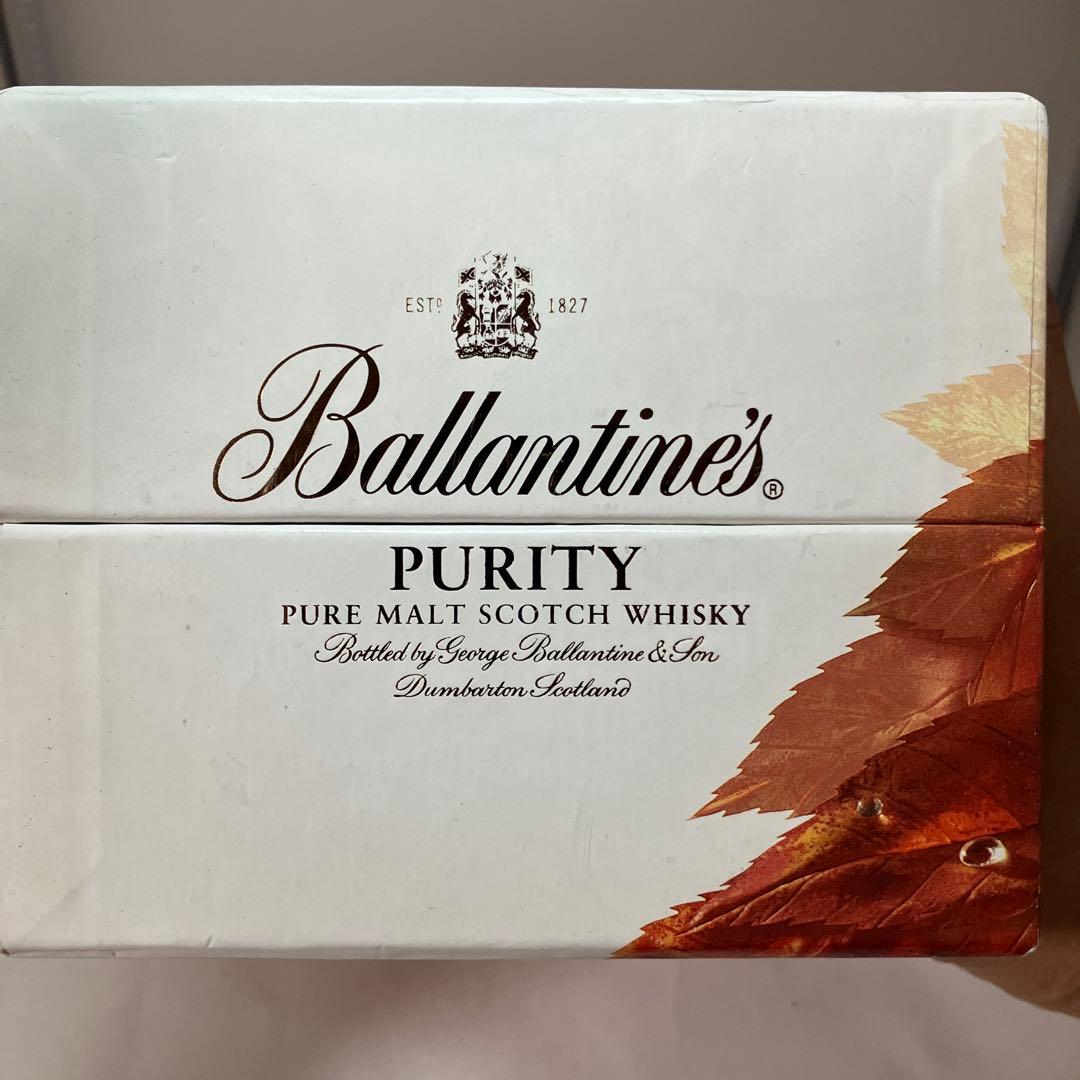 ESTD 1827
Ballantine's®
PURITY
PURE MALT SCOTCH WHISKY
Bottled by George Ballantine & Son
Dumbarton Scotland